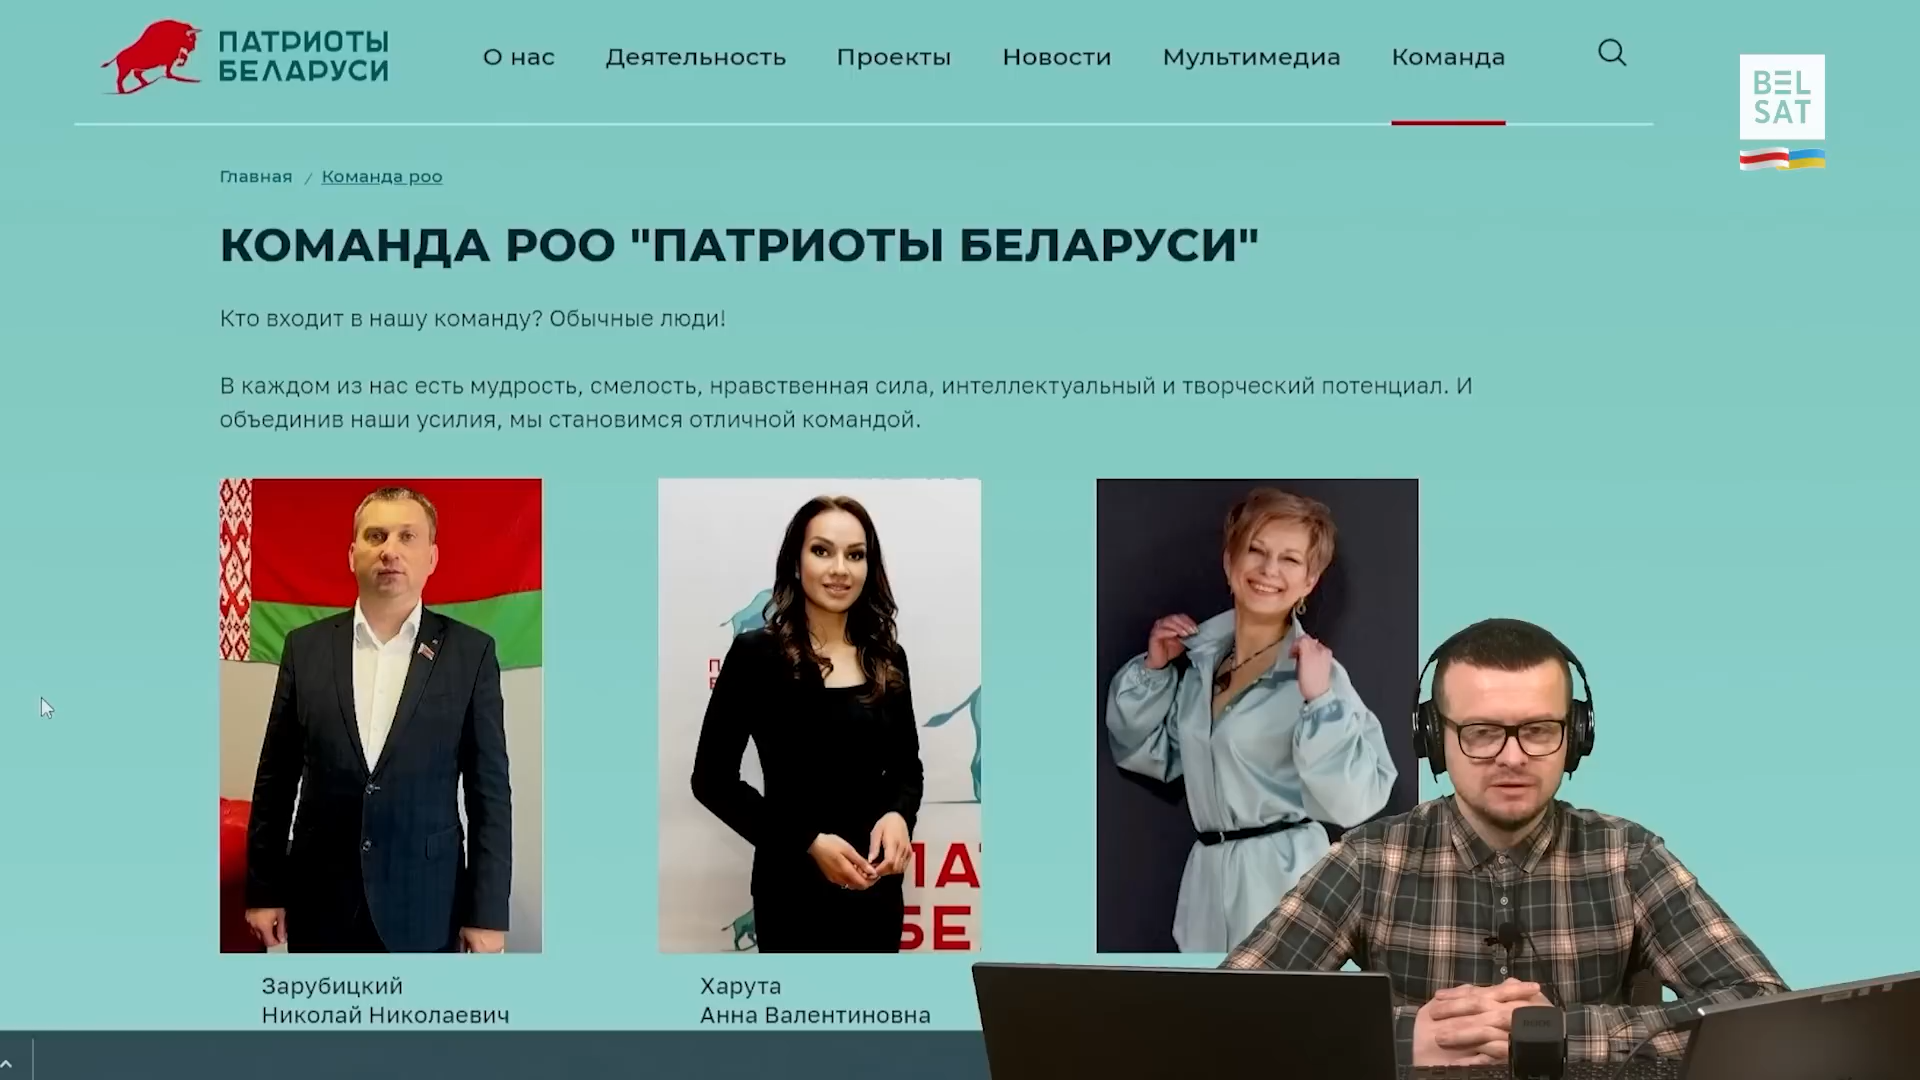 ПАТРИОТЫ
БЕЛАРУСИ
О нас
Деятельность
Проекты
Новости
Мультимедиа
Команда
BEL
SAT
Главная / Команда роо
КОМАНДА РОО "ПАТРИОТЫ БЕЛАРУСИ"
Кто входит в нашу команду? Обычные люди!
В каждом из нас есть мудрость, смелость, нравственная сила, интеллектуальный и творческий потенциал. И
объединив наши усилия, мы становимся отличной командой.
ПА
БЕ
Зарубицкий
Николай Николаевич
Харута
Анна Валентиновна